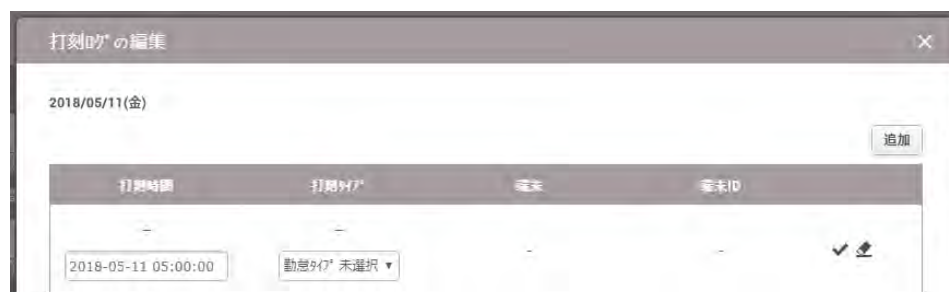 打刻ﾛｸﾞの編集 ×
2018/05/11(金)
追加
打刻時間 打刻ﾀｲﾌﾟ 端末 端末ID
- - - -
2018-05-11 05:00:00 勤怠ﾀｲﾌﾟ 未選択 ▼